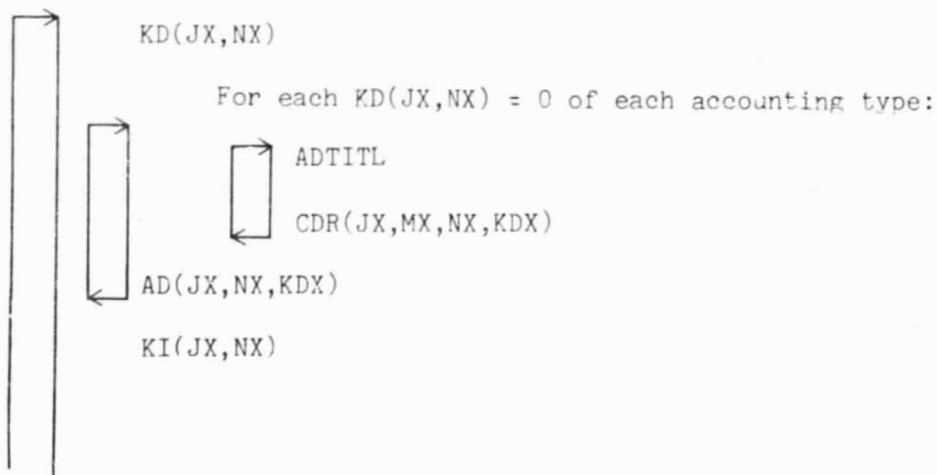 KD(JX,NX)
For each KD(JX,NX) = 0 of each accounting type:
ADTITL
CDR(JX,MX,NX,KDX)
AD(JX,NX,KDX)
KI(JX,NX)